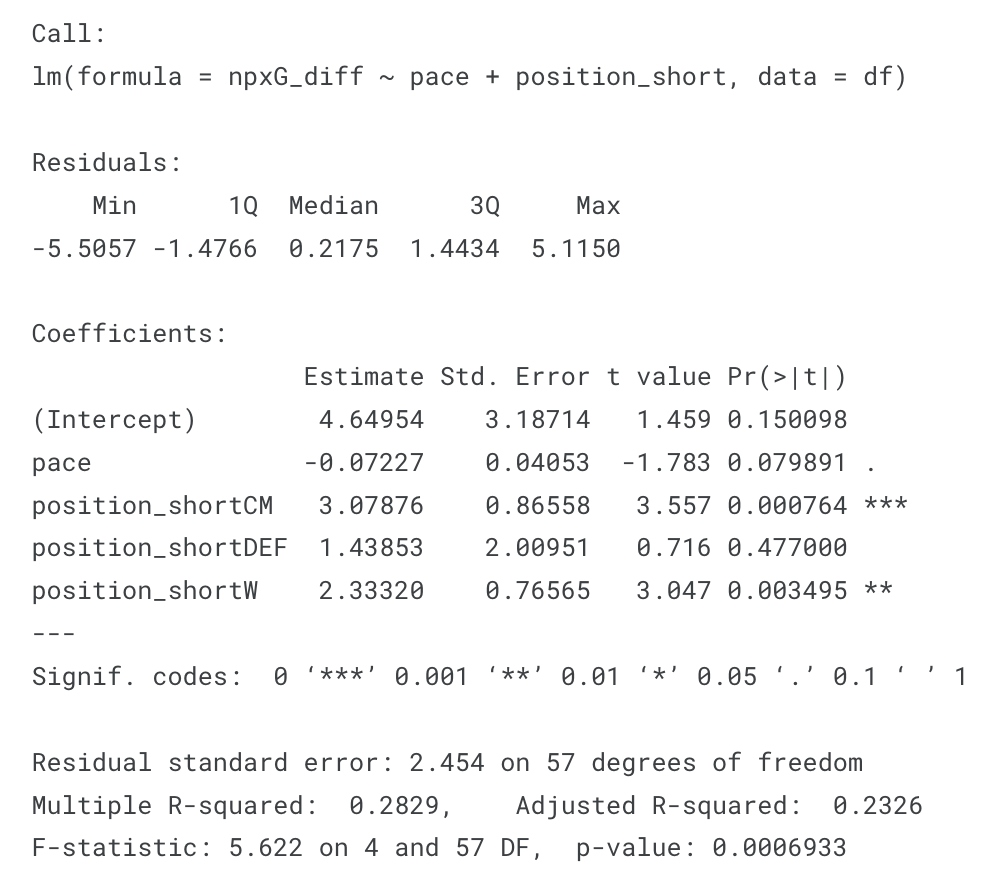 Call:
lm(formula = npxG_diff ~ pace + position_short, data = df)
Residuals:
    Min      1Q  Median      3Q     Max
-5.5057 -1.4766  0.2175  1.4434  5.1150
Coefficients:
                  Estimate Std. Error t value Pr(>|t|)
(Intercept)        4.64954    3.18714   1.459 0.150098
pace              -0.07227    0.04053  -1.783 0.079891 .
position_shortCM   3.07876    0.86558   3.557 0.000764 ***
position_shortDEF  1.43853    2.00951   0.716 0.477000
position_shortW    2.33320    0.76565   3.047 0.003495 **
---
Signif. codes:  0 ‘***’ 0.001 ‘**’ 0.01 ‘*’ 0.05 ‘.’ 0.1 ‘ ’ 1
Residual standard error: 2.454 on 57 degrees of freedom
Multiple R-squared:  0.2829,    Adjusted R-squared:  0.2326
F-statistic: 5.622 on 4 and 57 DF,  p-value: 0.0006933